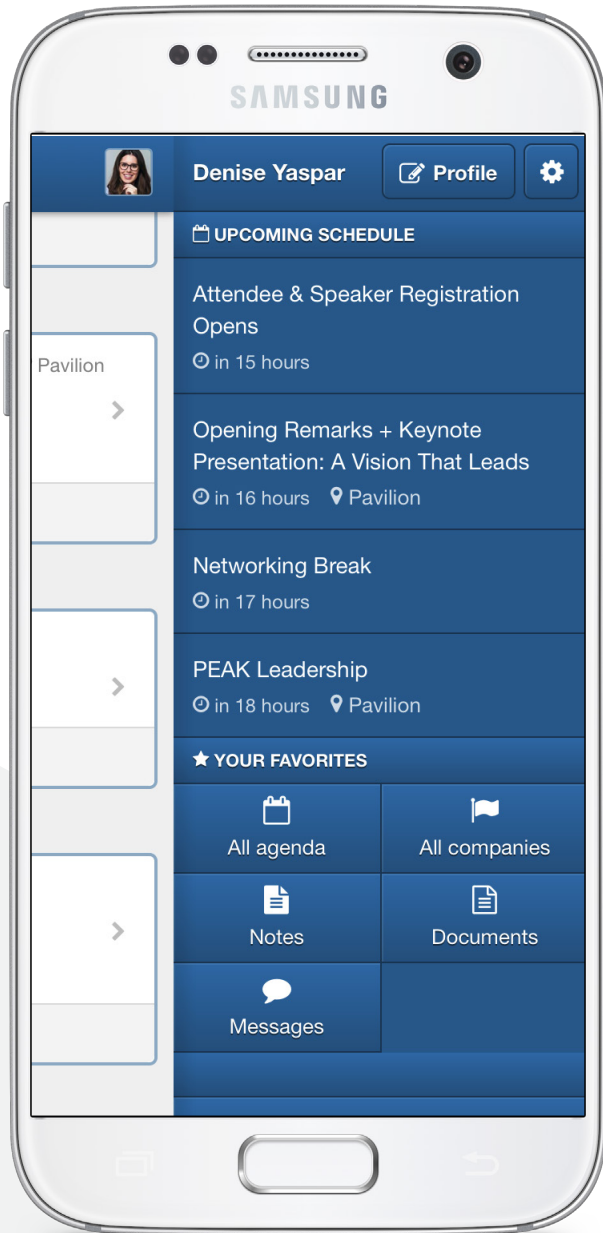 SAMSUNG
Denise Yaspar
Profile
UPCOMING SCHEDULE
Pavilion
Attendee & Speaker Registration
Opens
in 15 hours
Opening Remarks + Keynote
Presentation: A Vision That Leads
in 16 hours Pavilion
Networking Break
in 17 hours
PEAK Leadership
in 18 hours Pavilion
YOUR FAVORITES
All agenda
All companies
Notes
Documents
Messages